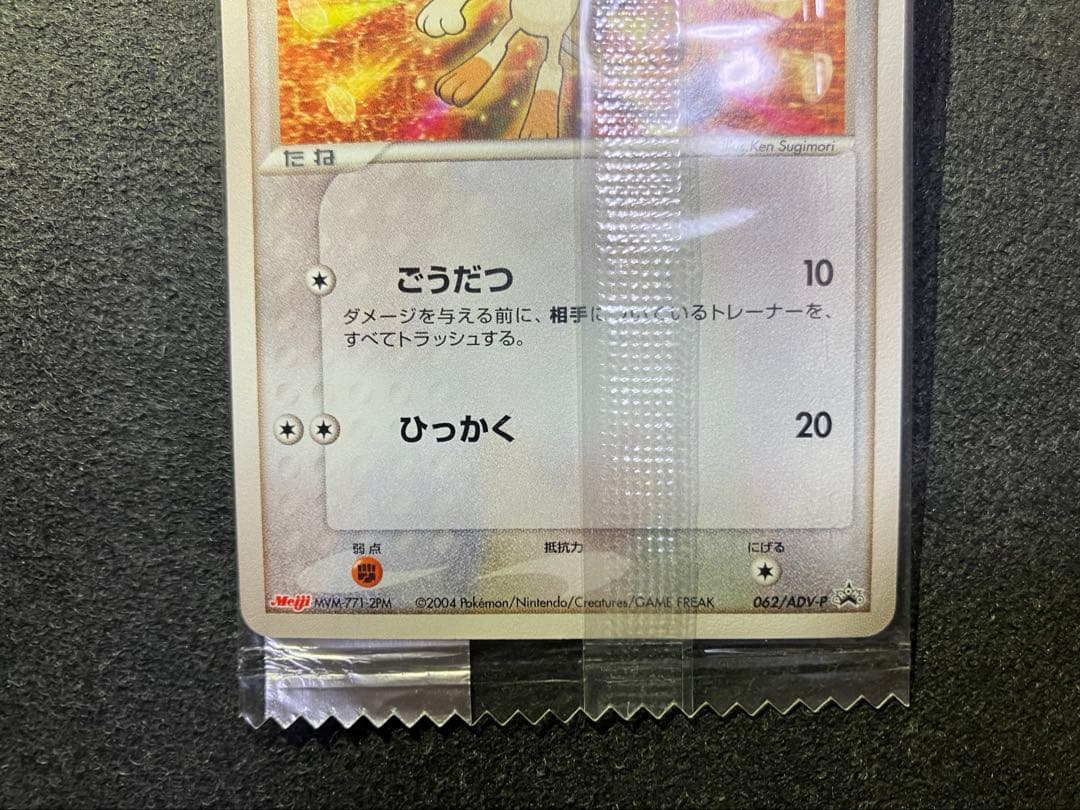 たね
Illus. Ken Sugimori
ごうだつ 10
ダメージを与える前に、相手についているトレーナーを、
すべてトラッシュする。
ひっかく 20
弱点 抵抗力 にげる
Meiji MVM-771-2PM ©2004 Pokémon/Nintendo/Creatures/GAME FREAK 062/ADV-P